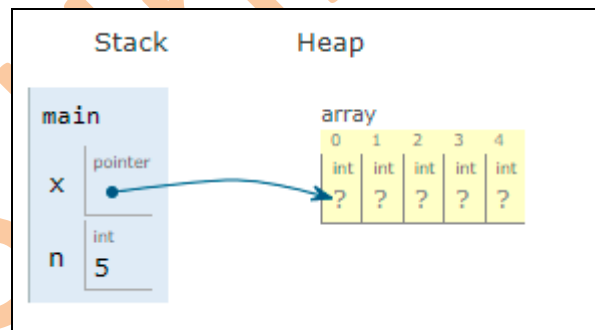 Stack Heap
main
array
0 1 2 3 4
pointer
int int int int int
x
? ? ? ? ?
int
n
5